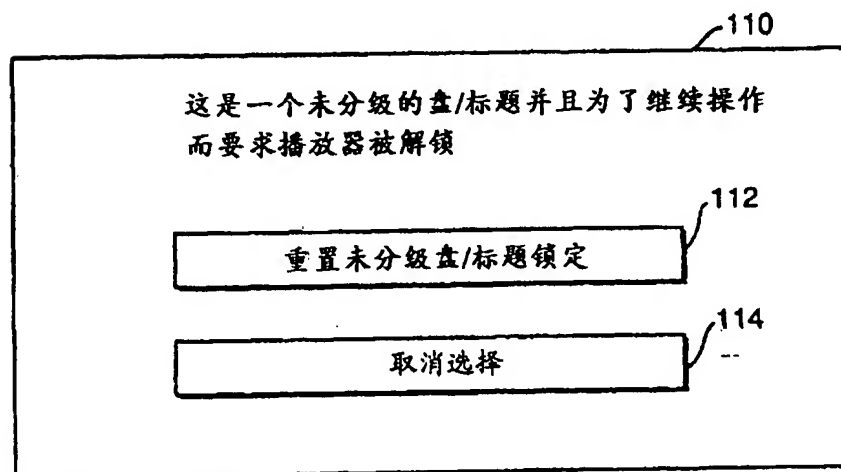 110
这是一个未分级的盘/标题并且为了继续操作
而要求播放器被解锁
112
重置未分级盘/标题锁定
114
取消选择